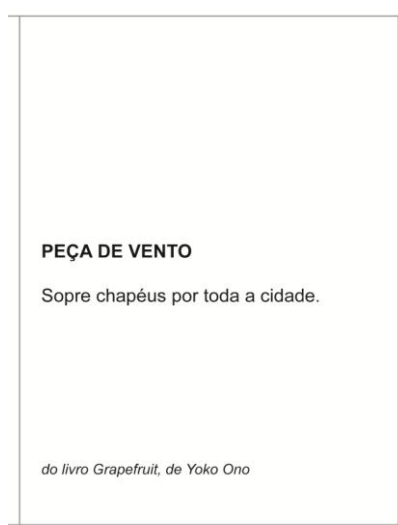 PEÇA DE VENTO
Sopre chapéus por toda a cidade.
do livro Grapefruit, de Yoko Ono